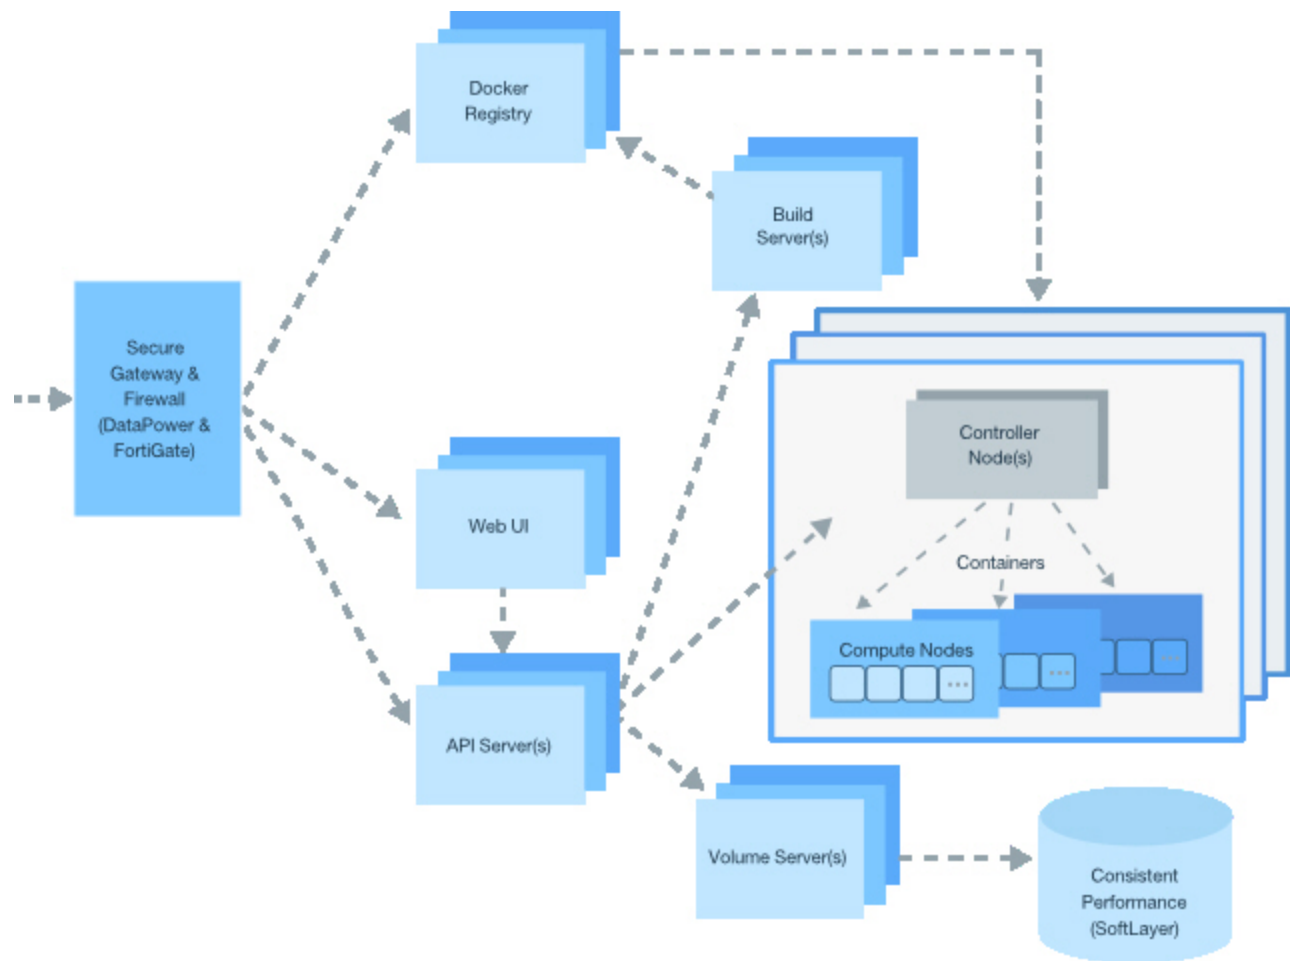 Docker
Registry
Build
Server(s)
Secure
Gateway &
Firewall
(DataPower &
FortiGate)
Controller
Node(s)
Web UI
Containers
Compute Nodes
...
...
...
API Server(s)
Volume Server(s)
Consistent
Performance
(SoftLayer)